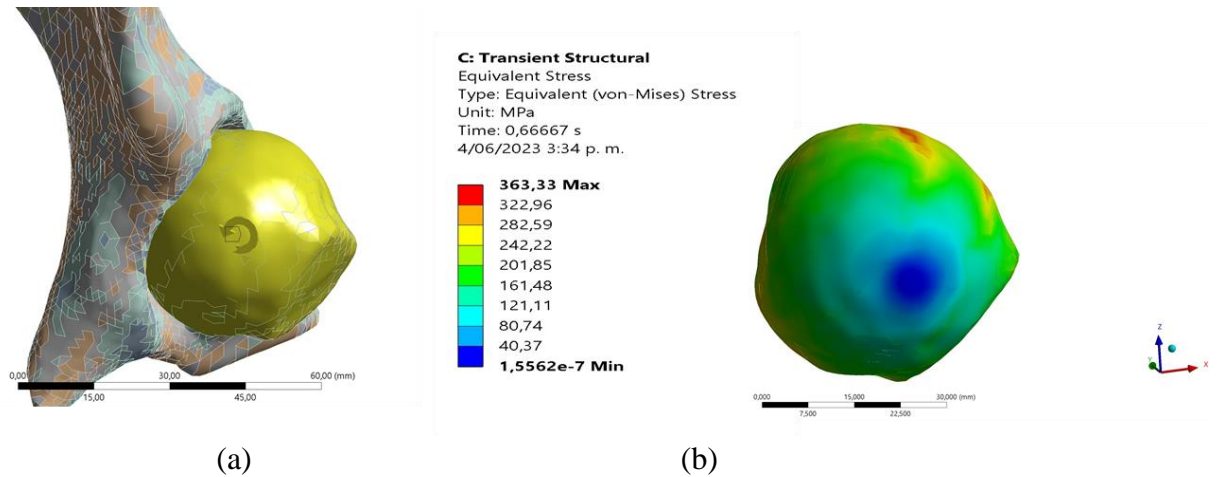 C: Transient Structural
Equivalent Stress
Type: Equivalent (von-Mises) Stress
Unit: MPa
Time: 0,66667 s
4/06/2023 3:34 p. m.
363,33 Max
322,96
282,59
242,22
201,85
161,48
121,11
80,74
40,37
1,5562e-7 Min
0,00 30,00 60,00 (mm)
15,00 45,00
0,000 15,000 30,000 (mm)
7,500 22,500
Z
Y
X
(a) (b)